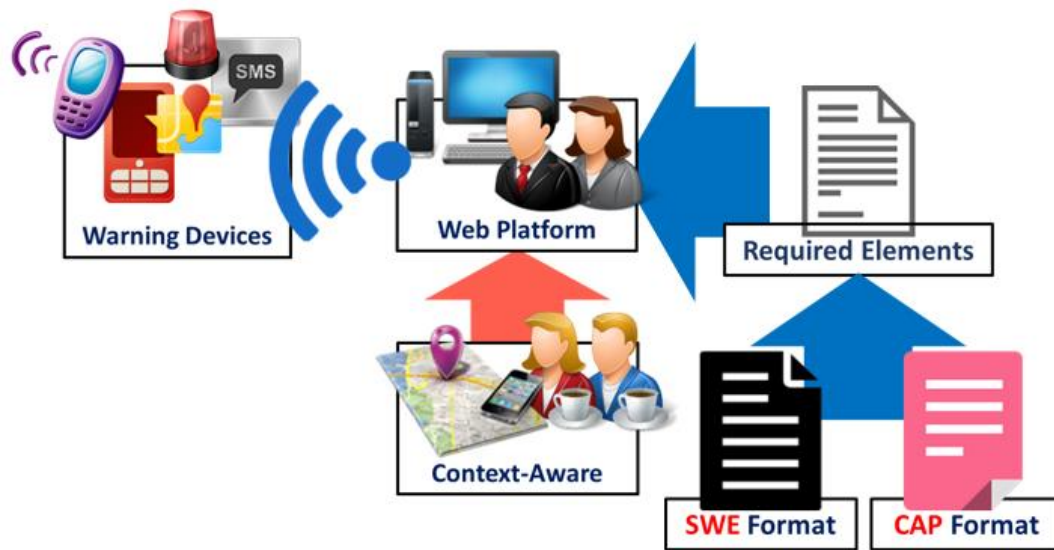 SMS
Warning Devices
Web Platform
Required Elements
Context-Aware
SWE Format
CAP Format